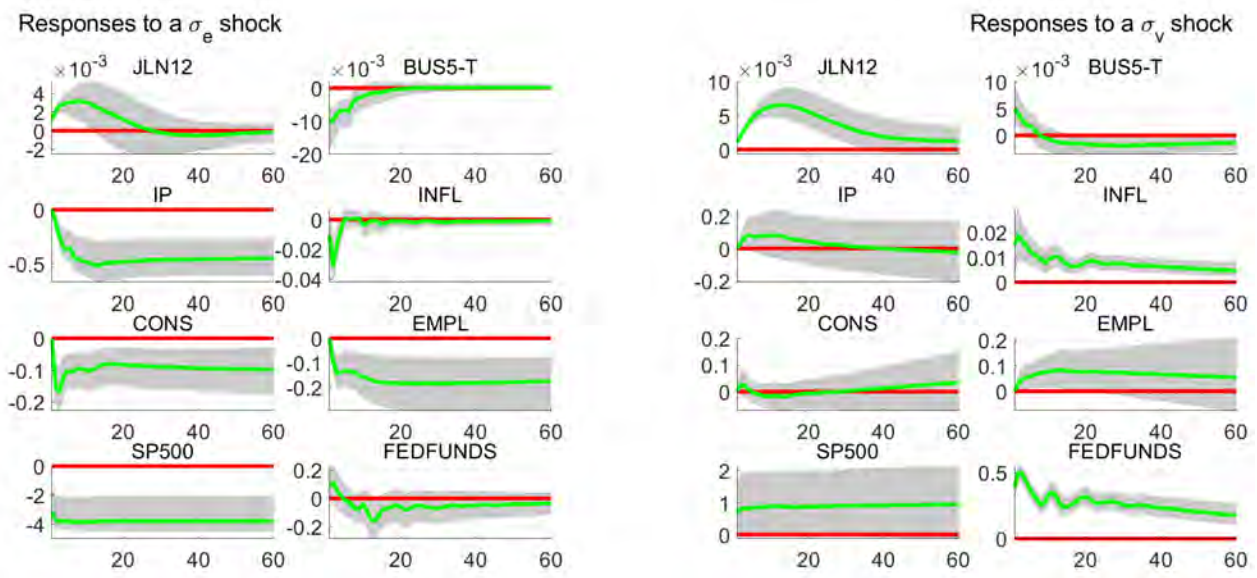 Responses to a σe shock
× 10-3
JLN12
4
2
0
-2
20 40 60
× 10-3
BUS5-T
0
-10
-20
20 40 60
IP
0
-0.5
20 40 60
INFL
0
-0.02
-0.04
20 40 60
CONS
0
-0.1
-0.2
20 40 60
EMPL
0
-0.1
-0.2
20 40 60
SP500
0
-2
-4
20 40 60
FEDFUNDS
0.2
0
-0.2
20 40 60
Responses to a σv shock
× 10-3
JLN12
10
5
0
20 40 60
× 10-3
BUS5-T
10
5
0
20 40 60
IP
0.2
0
-0.2
20 40 60
INFL
0.02
0.01
0
20 40 60
CONS
0.2
0.1
0
20 40 60
EMPL
0.2
0.1
0
20 40 60
SP500
2
1
0
20 40 60
FEDFUNDS
0.5
0
20 40 60